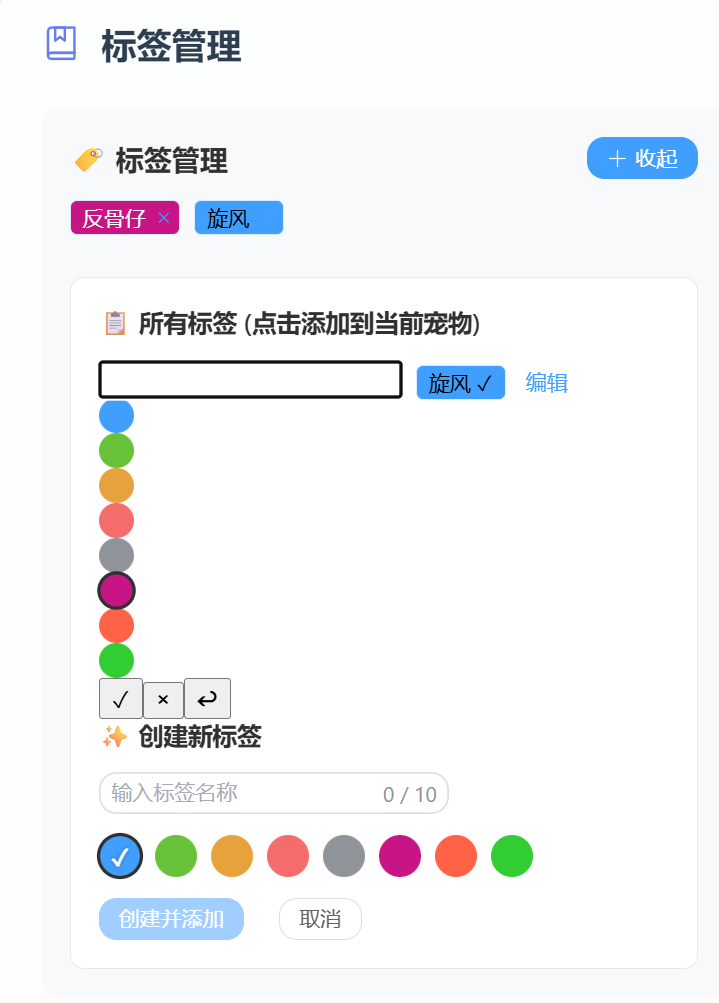 标签管理
标签管理
+ 收起
反骨仔 × 旋风
所有标签 (点击添加到当前宠物)
旋风 ✓ 编辑
✓ × ↩
创建新标签
输入标签名称 0 / 10
✓
创建并添加 取消